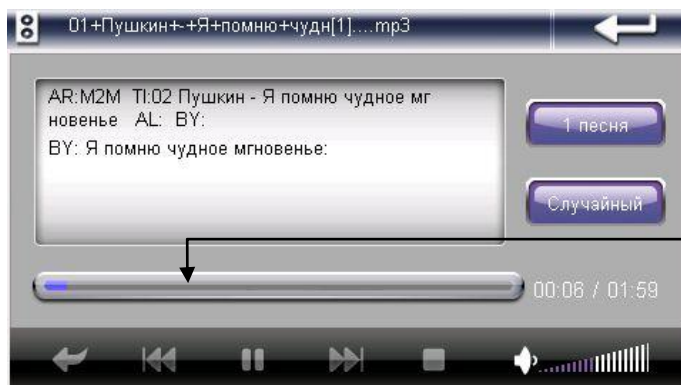 01+Пушкин+-+Я+помню+чудн[1]....mp3
AR:M2M TI:02 Пушкин - Я помню чудное мг
новенье AL: BY:
BY: Я помню чудное мгновенье:
1 песня
Случайный
00:06 / 01:59